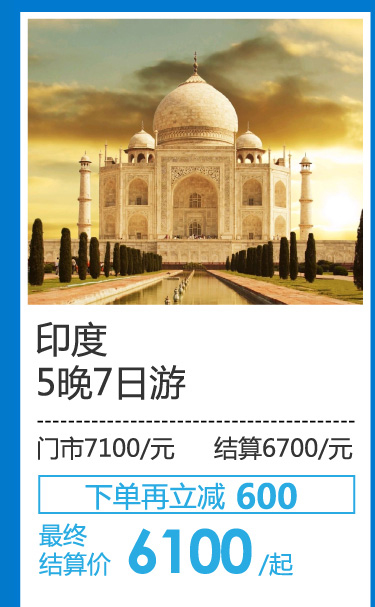 印度
5晚7日游
门市7100/元 结算6700/元
下单再立减 600
最终
结算价 6100 /起